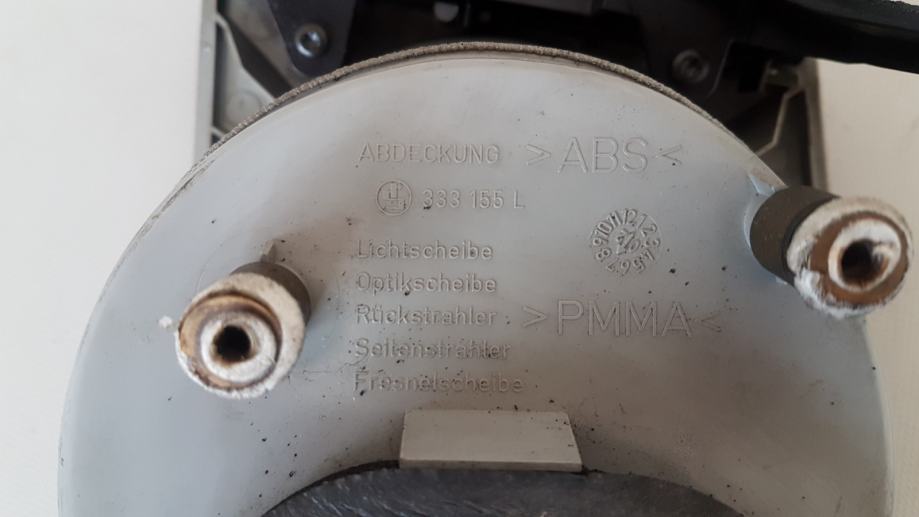 ABDECKUNG >ABS<
333 155 L
Lichtscheibe
Optikscheibe
Rückstrahler >PMMA<
Seitenstrahler
Fresnelscheibe